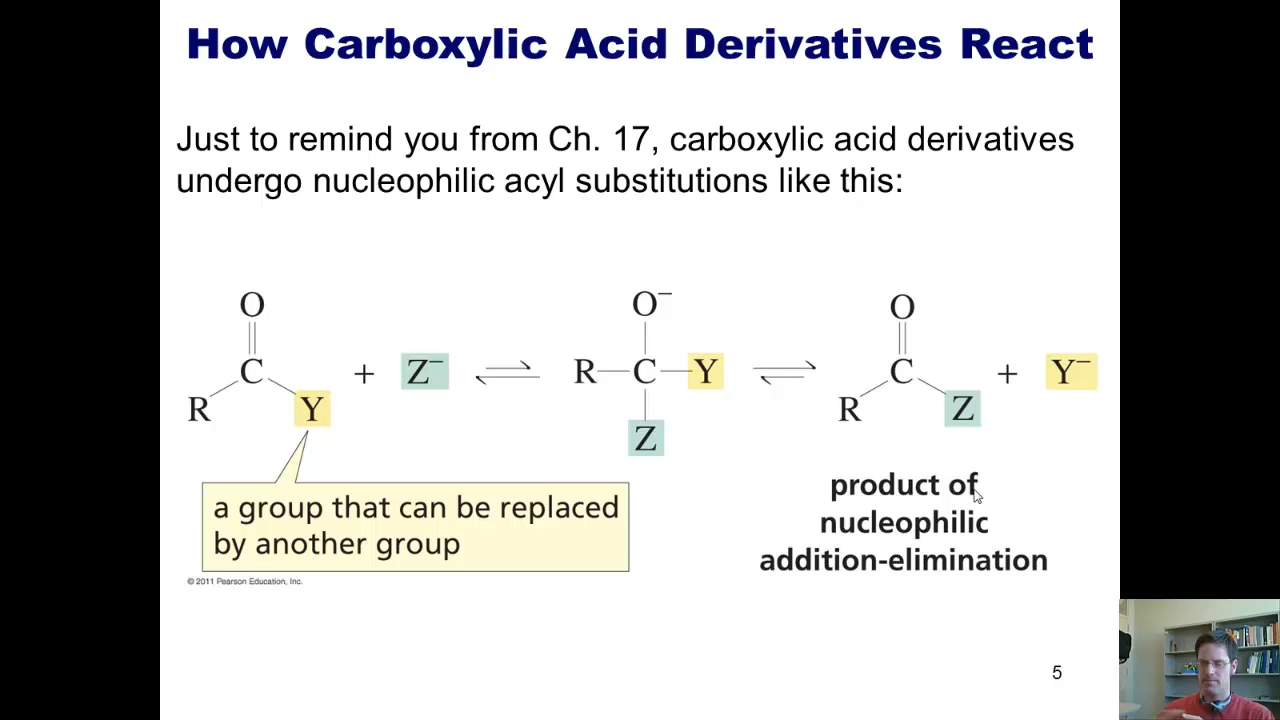 How Carboxylic Acid Derivatives React
Just to remind you from Ch. 17, carboxylic acid derivatives
undergo nucleophilic acyl substitutions like this:
O O⁻ O
C + Z⁻ ⇌ R—C—Y ⇌ C + Y⁻
R Y R Z
Z
a group that can be replaced
by another group
product of
nucleophilic
addition-elimination
© 2011 Pearson Education, Inc.
5